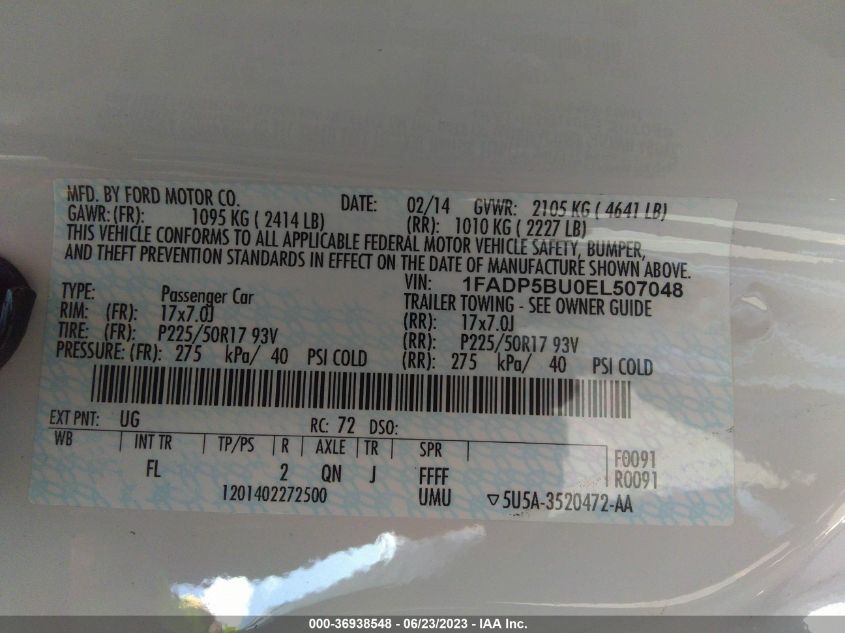 MFD. BY FORD MOTOR CO. DATE: 02/14 GVWR: 2105 KG ( 4641 LB)
GAWR: (FR): 1095 KG ( 2414 LB) (RR): 1010 KG ( 2227 LB)
THIS VEHICLE CONFORMS TO ALL APPLICABLE FEDERAL MOTOR VEHICLE SAFETY, BUMPER,
AND THEFT PREVENTION STANDARDS IN EFFECT ON THE DATE OF MANUFACTURE SHOWN ABOVE.
VIN: 1FADP5BU0EL507048
TYPE: Passenger Car TRAILER TOWING - SEE OWNER GUIDE
RIM: (FR): 17x7.0J (RR): 17x7.0J
TIRE: (FR): P225/50R17 93V (RR): P225/50R17 93V
PRESSURE: (FR): 275 kPa/ 40 PSI COLD (RR): 275 kPa/ 40 PSI COLD
EXT PNT: UG RC: 72 DSO:
WB INT TR TP/PS R AXLE TR SPR F0091
FL 2 QN J FFFF R0091
1201402272500 UMU ▽5U5A-3520472-AA
000-36938548 - 06/23/2023 - IAA Inc.